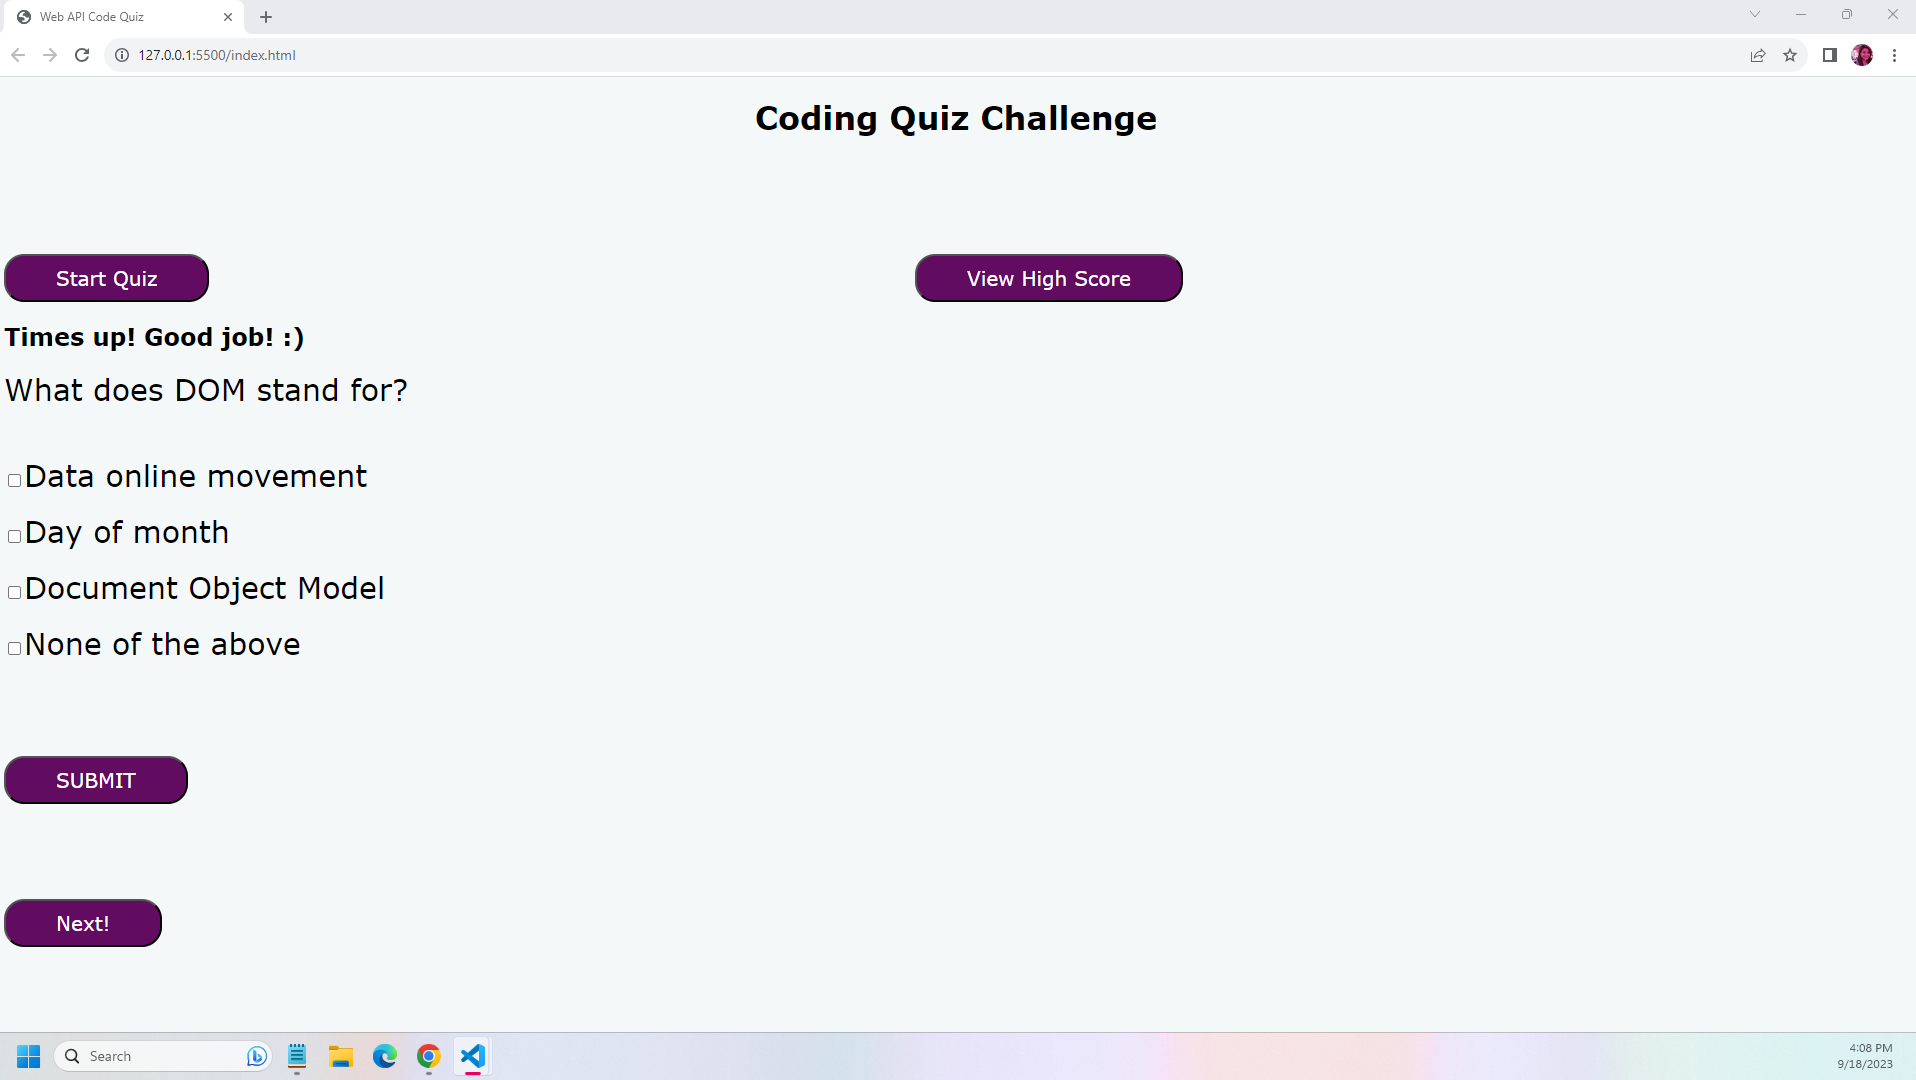 Web API Code Quiz
127.0.0.1:5500/index.html
Coding Quiz Challenge
Start Quiz
View High Score
Times up! Good job! :)
What does DOM stand for?
Data online movement
Day of month
Document Object Model
None of the above
SUBMIT
Next!
Search
4:08 PM
9/18/2023